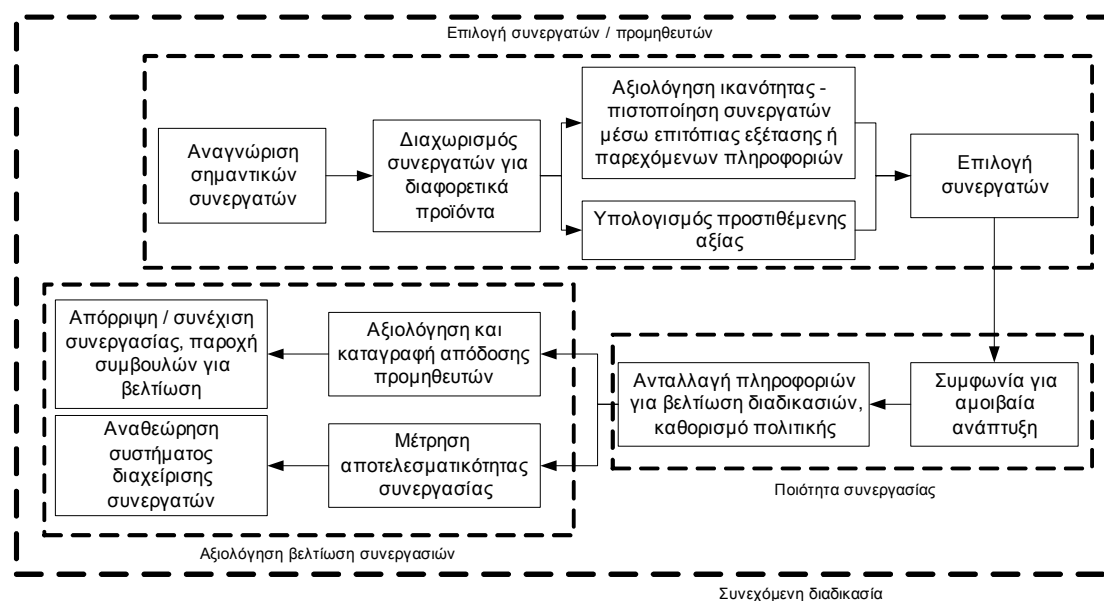 Επιλογή συνεργατών / προμηθευτών
Αναγνώριση
σημαντικών
συνεργατών
Διαχωρισμός
συνεργατών για
διαφορετικά
προϊόντα
Αξιολόγηση ικανότητας -
πιστοποίηση συνεργατών
μέσω επιτόπιας εξέτασης ή
παρεχόμενων πληροφοριών
Υπολογισμός προστιθέμενης
αξίας
Επιλογή
συνεργατών
Συμφωνία για
αμοιβαία
ανάπτυξη
Ανταλλαγή πληροφοριών
για βελτίωση διαδικασιών,
καθορισμό πολιτικής
Ποιότητα συνεργασίας
Αξιολόγηση και
καταγραφή απόδοσης
προμηθευτών
Απόρριψη / συνέχιση
συνεργασίας, παροχή
συμβουλών για
βελτίωση
Μέτρηση
αποτελεσματικότητας
συνεργασίας
Αναθεώρηση
συστήματος
διαχείρισης
συνεργατών
Αξιολόγηση βελτίωση συνεργασιών
Συνεχόμενη διαδικασία